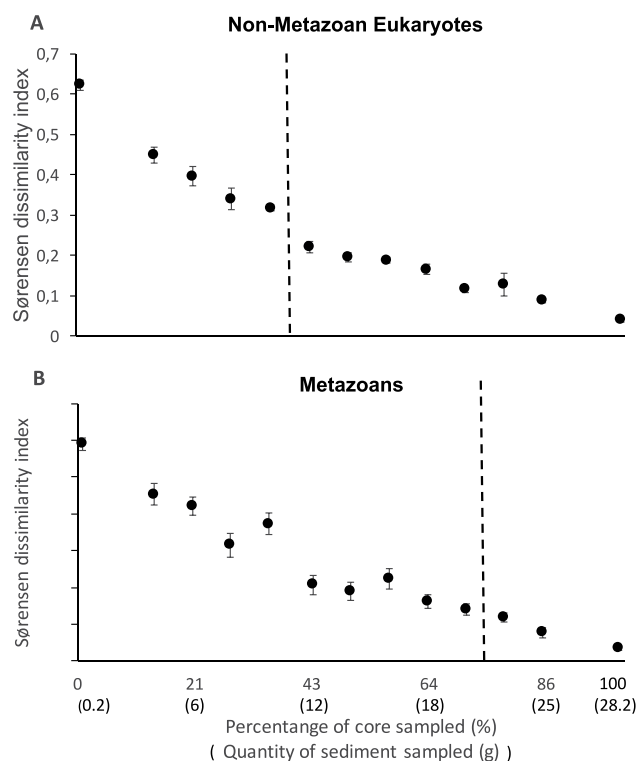 A
Non-Metazoan Eukaryotes
Sørensen dissimilarity index
0,7
0,6
0,5
0,4
0,3
0,2
0,1
0
B
Metazoans
Sørensen dissimilarity index
0 21 43 64 86 100
(0.2) (6) (12) (18) (25) (28.2)
Percentange of core sampled (%)
( Quantity of sediment sampled (g) )